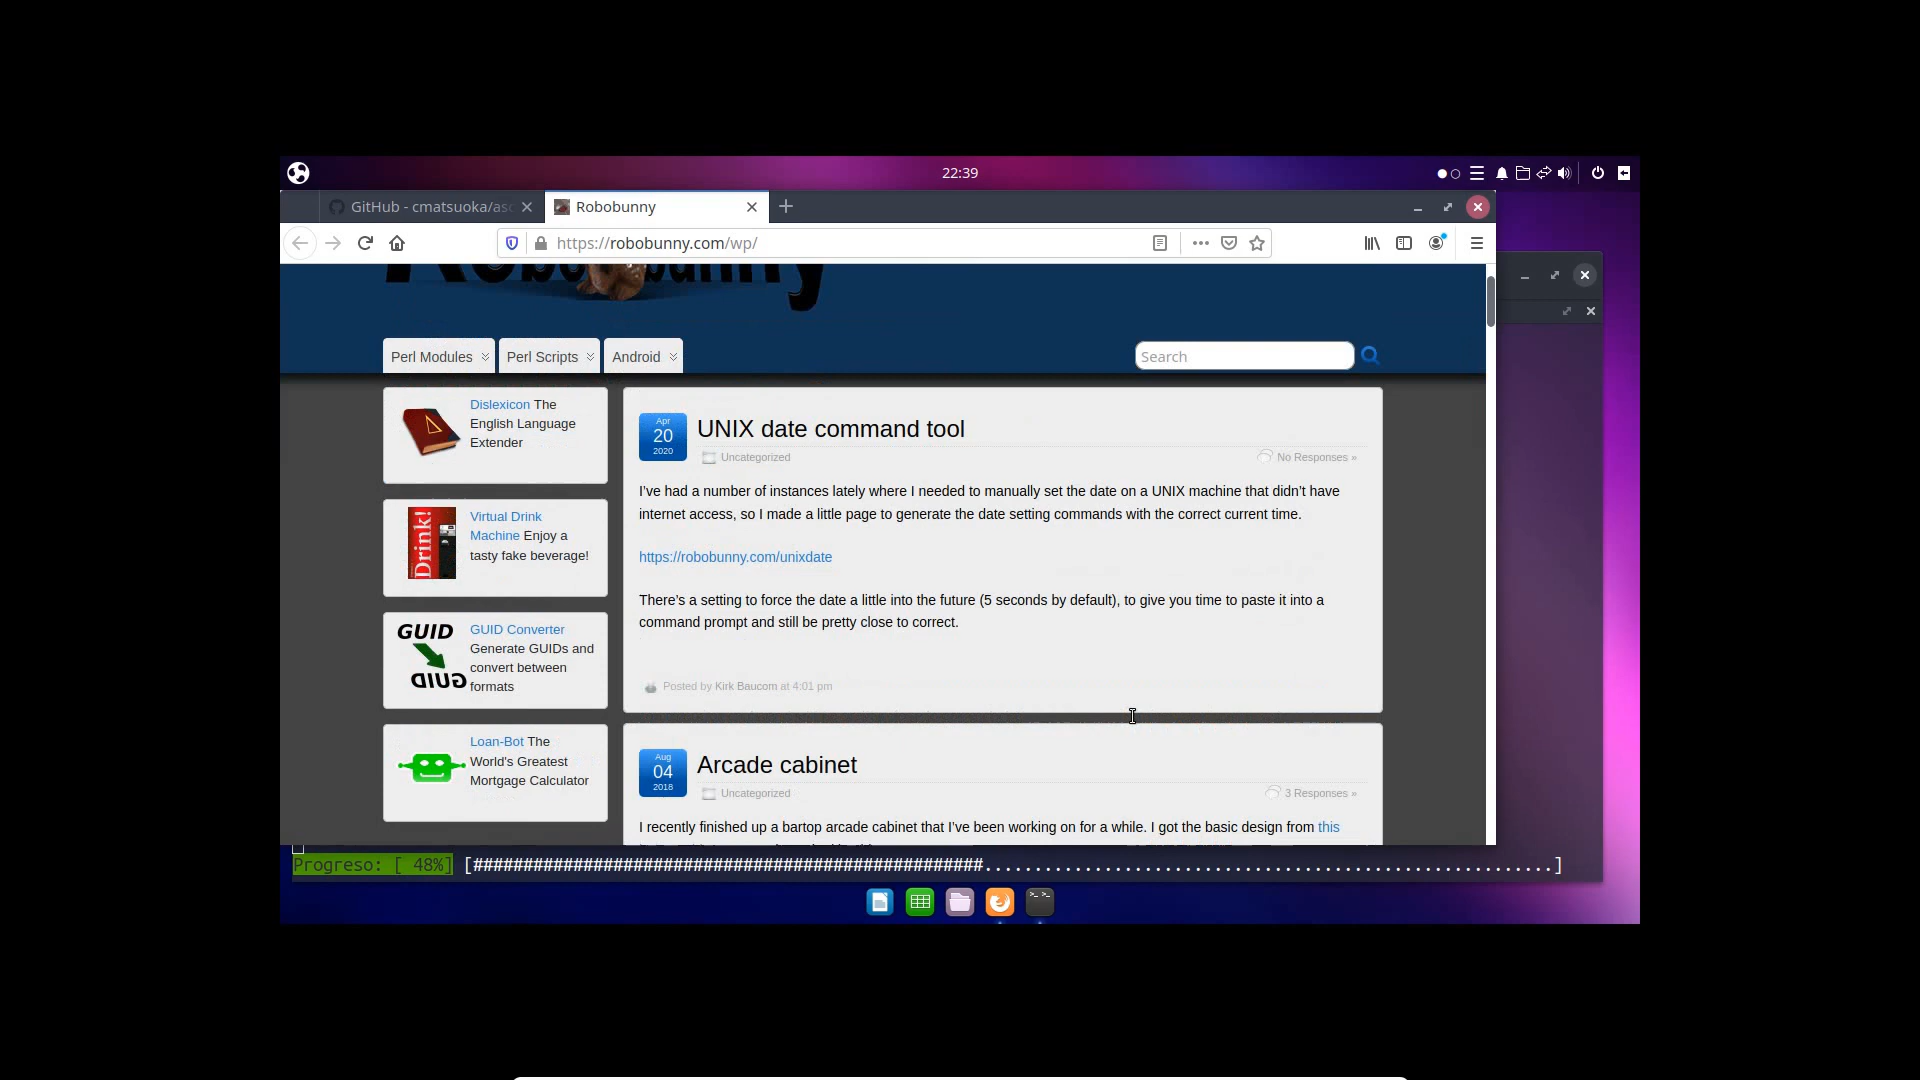 22:39
GitHub - cmatsuoka/asc
Robobunny
https://robobunny.com/wp/
Robobunny
Perl Modules
Perl Scripts
Android
Search
Dislexicon The
English Language
Extender
Drink!
Virtual Drink
Machine Enjoy a
tasty fake beverage!
GUID
GUID
GUID Converter
Generate GUIDs and
convert between
formats
Loan-Bot The
World's Greatest
Mortgage Calculator
Apr
20
2020
UNIX date command tool
Uncategorized
No Responses »
I’ve had a number of instances lately where I needed to manually set the date on a UNIX machine that didn’t have
internet access, so I made a little page to generate the date setting commands with the correct current time.
https://robobunny.com/unixdate
There’s a setting to force the date a little into the future (5 seconds by default), to give you time to paste it into a
command prompt and still be pretty close to correct.
Posted by Kirk Baucom at 4:01 pm
Aug
04
2018
Arcade cabinet
Uncategorized
3 Responses »
I recently finished up a bartop arcade cabinet that I’ve been working on for a while. I got the basic design from this
Progreso: [ 48%] [###################################################.........................................................]